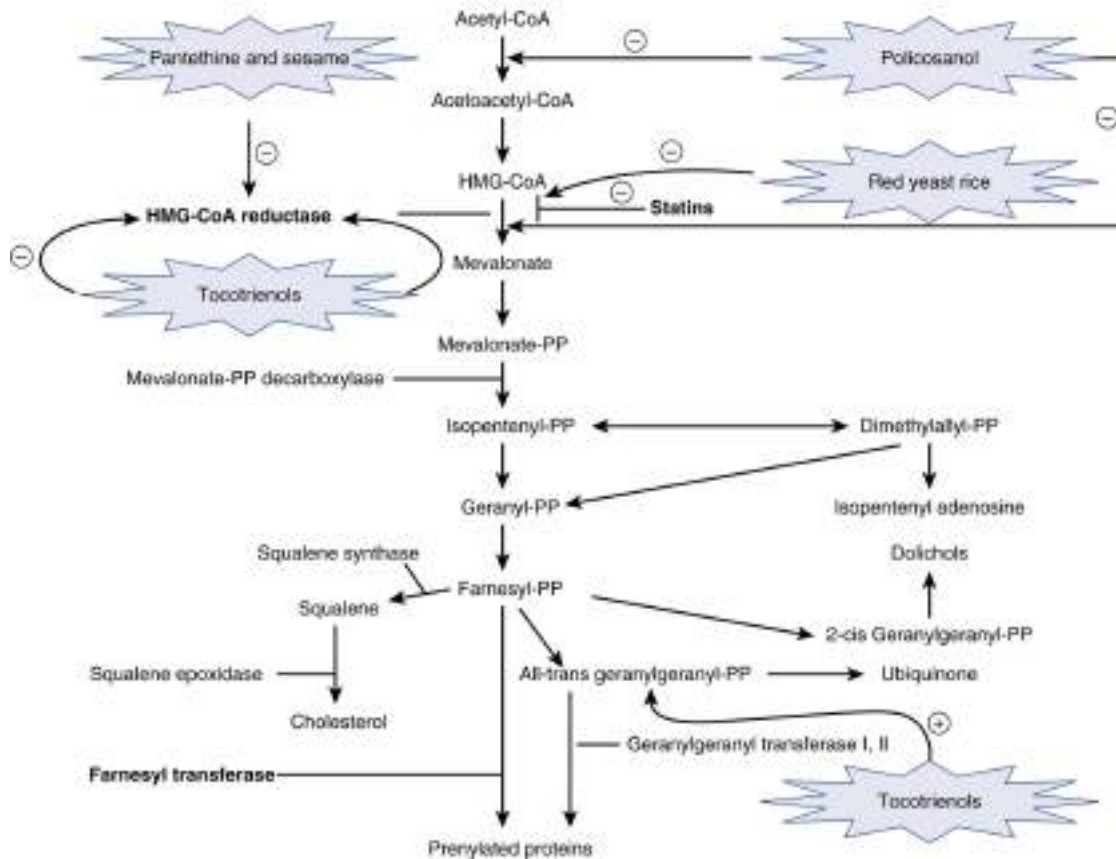 Acetyl-CoA
Pantethine and sesame
−
Policosanol
Acetoacetyl-CoA
−
−
−
HMG-CoA
−
Red yeast rice
HMG-CoA reductase
Statins
−
Mevalonate
Tocotrienols
Mevalonate-PP
Mevalonate-PP decarboxylase
Isopentenyl-PP
Dimethylallyl-PP
Geranyl-PP
Isopentenyl adenosine
Squalene synthase
Dolichols
Farnesyl-PP
Squalene
2-cis Geranylgeranyl-PP
Squalene epoxidase
All-trans geranylgeranyl-PP
Ubiquinone
Cholesterol
+
Geranylgeranyl transferase I, II
Farnesyl transferase
Tocotrienols
Prenylated proteins